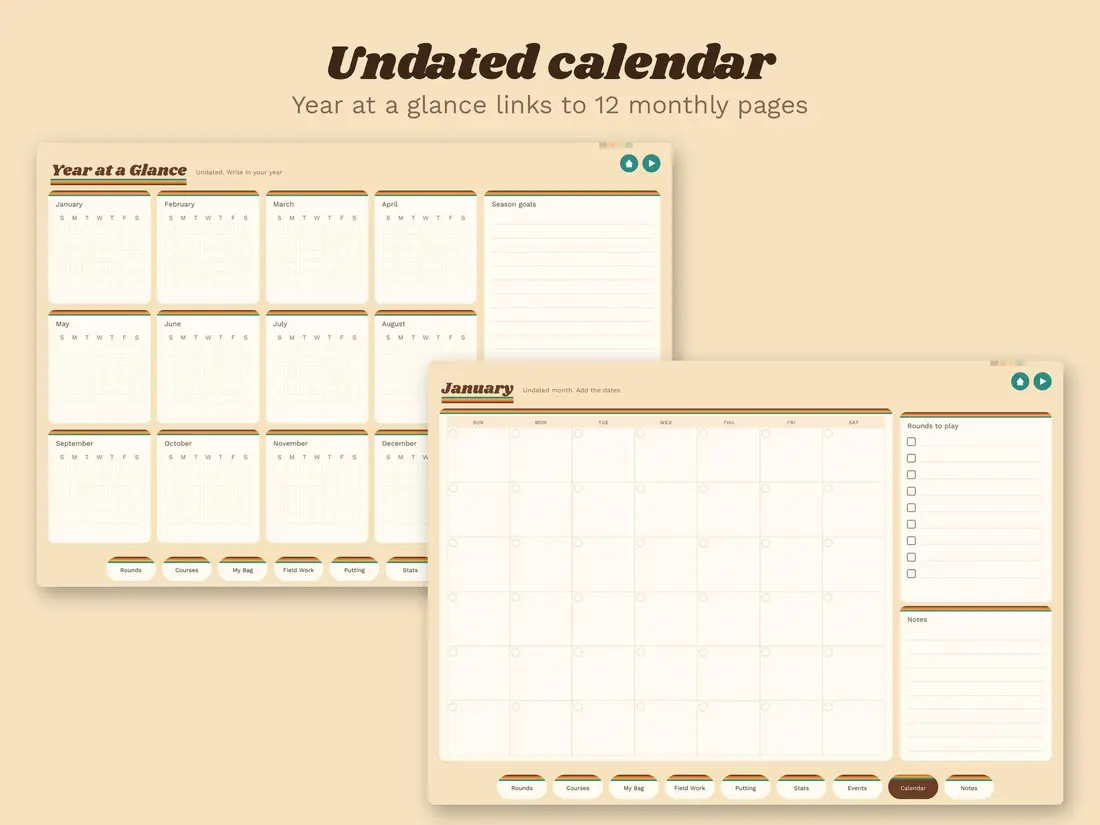 Undated calendar
Year at a glance links to 12 monthly pages
Year at a Glance
Undated. Write in your year
January
S M T W T F S
February
S M T W T F S
March
S M T W T F S
April
S M T W T F S
Season goals
May
S M T W T F S
June
S M T W T F S
July
S M T W T F S
August
S M T W T F S
September
S M T W T F S
October
S M T W T F S
November
S M T W T F S
December
S M T W
Rounds
Courses
My Bag
Field Work
Putting
Stats
January
Undated month. Add the dates
SUN MON TUE WED THU FRI SAT
Rounds to play
Notes
Rounds
Courses
My Bag
Field Work
Putting
Stats
Events
Calendar
Notes